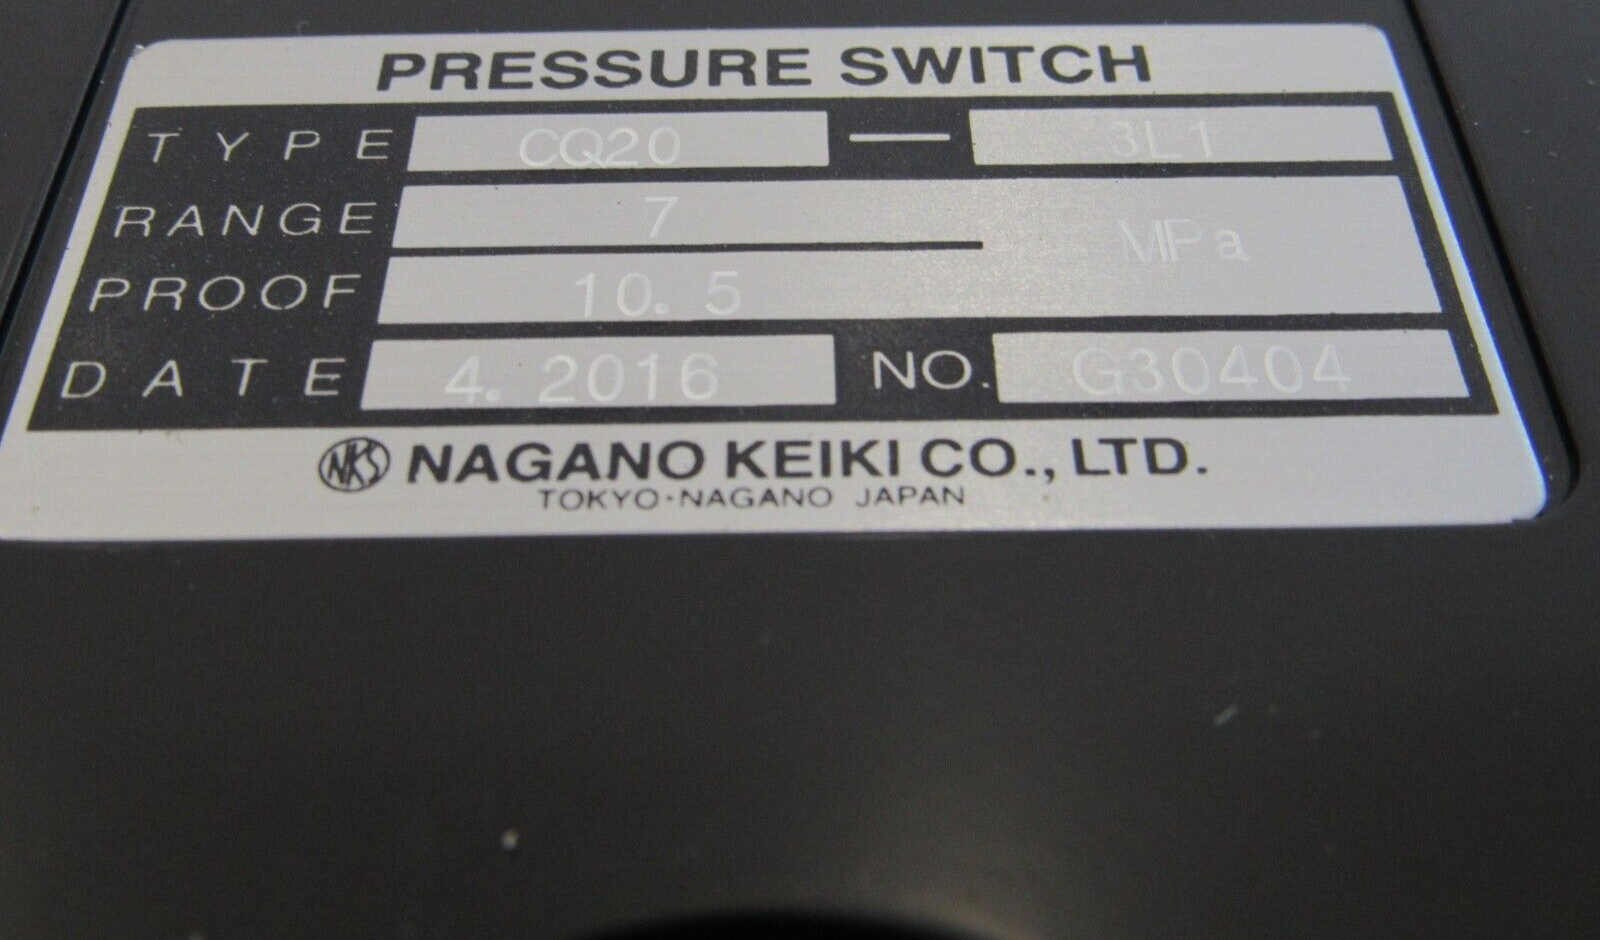 PRESSURE SWITCH
TYPE CQ20 — 3L1
RANGE 7 MPa
PROOF 10.5
DATE 4.2016 NO. G30404
NKS NAGANO KEIKI CO., LTD.
TOKYO·NAGANO JAPAN